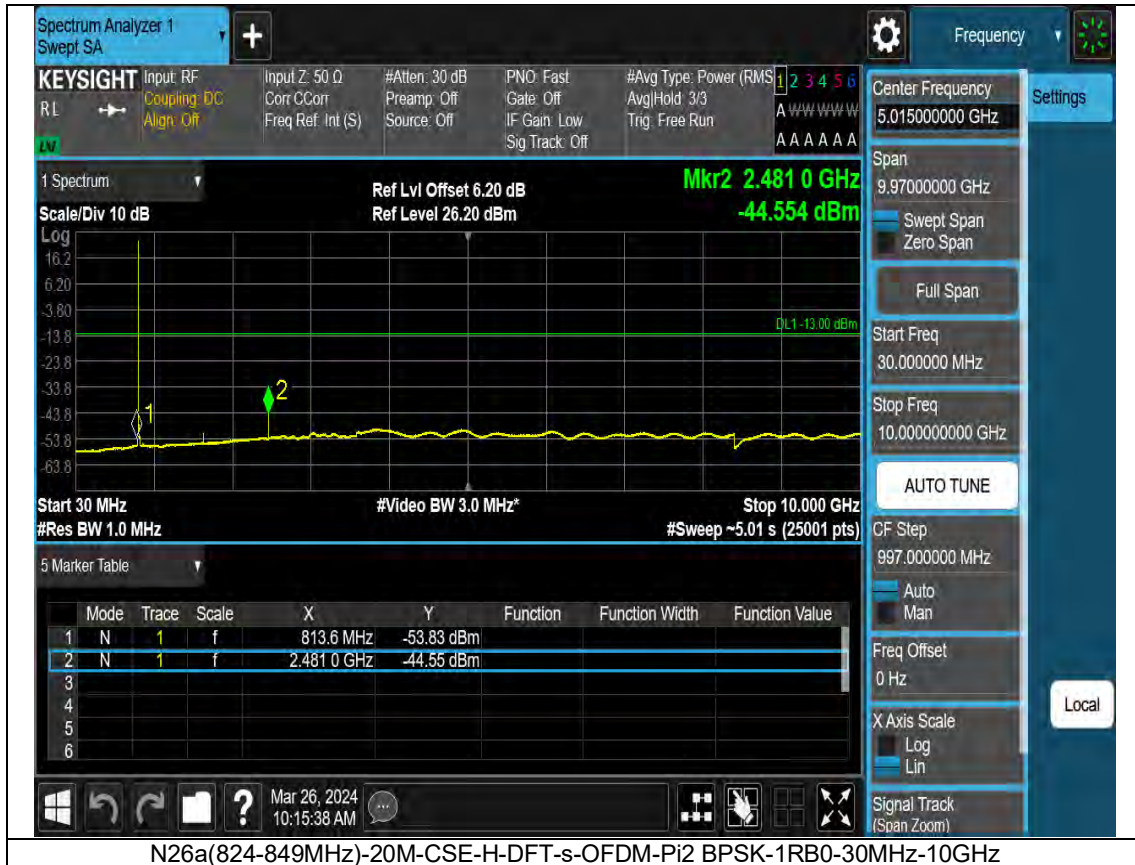 Spectrum Analyzer 1
Swept SA
Frequency
KEYSIGHT
RL
Input: RF
Coupling: DC
Align: Off
Input Z: 50 Ω
Corr CCorr
Freq Ref: Int (S)
#Atten: 30 dB
Preamp: Off
Source: Off
PNO: Fast
Gate: Off
IF Gain: Low
Sig Track: Off
#Avg Type: Power (RMS
Avg|Hold: 3/3
Trig: Free Run
1 2 3 4 5 6
A W W W W W
A A A A A A
1 Spectrum
Scale/Div 10 dB
Ref Lvl Offset 6.20 dB
Ref Level 26.20 dBm
Mkr2 2.481 0 GHz
-44.554 dBm
Log
16.2
6.20
-3.80
-13.8
-23.8
-33.8
-43.8
-53.8
-63.8
DL1 -13.00 dBm
1
2
Start 30 MHz
#Res BW 1.0 MHz
#Video BW 3.0 MHz*
Stop 10.000 GHz
#Sweep ~5.01 s (25001 pts)
5 Marker Table
Mode Trace Scale X Y Function Function Width Function Value
1 N 1 f 813.6 MHz -53.83 dBm
2 N 1 f 2.481 0 GHz -44.55 dBm
3
4
5
6
Mar 26, 2024
10:15:38 AM
Center Frequency
5.015000000 GHz
Settings
Span
9.97000000 GHz
Swept Span
Zero Span
Full Span
Start Freq
30.000000 MHz
Stop Freq
10.000000000 GHz
AUTO TUNE
CF Step
997.000000 MHz
Auto
Man
Freq Offset
0 Hz
X Axis Scale
Log
Lin
Local
Signal Track
(Span Zoom)
N26a(824-849MHz)-20M-CSE-H-DFT-s-OFDM-Pi2 BPSK-1RB0-30MHz-10GHz